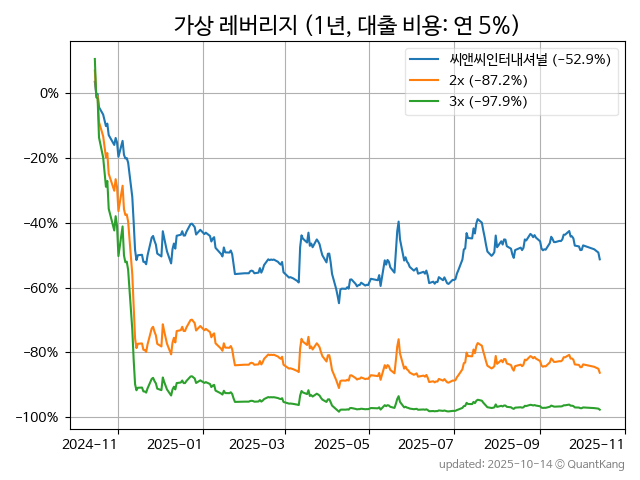 가상 레버리지 (1년, 대출 비용: 연 5%)
씨앤씨인터내셔널 (−52.9%)
2x (−87.2%)
3x (−97.9%)
0%
−20%
−40%
−60%
−80%
−100%
2024-11
2025-01
2025-03
2025-05
2025-07
2025-09
2025-11
updated: 2025-10-14 © QuantKang